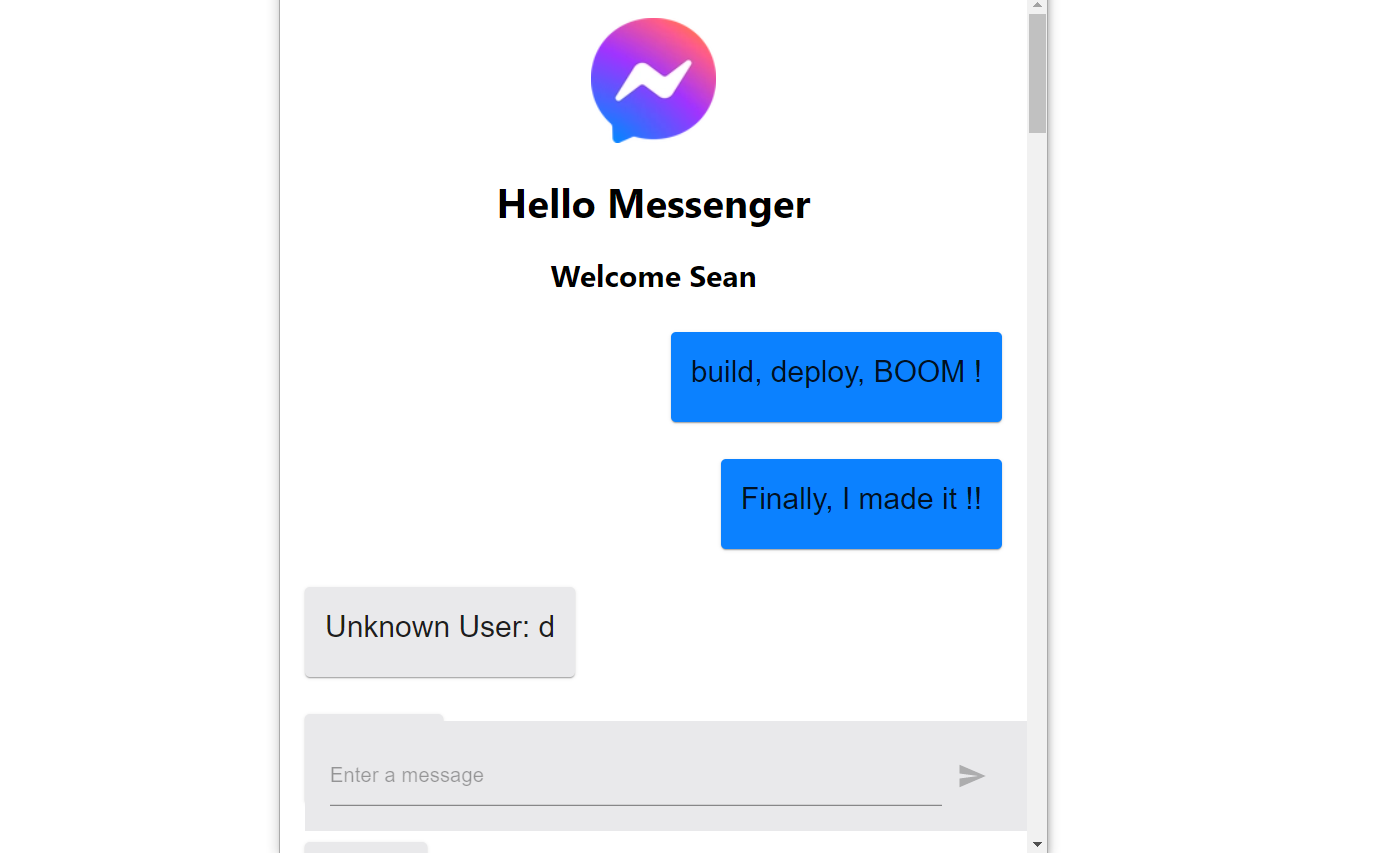 Hello Messenger
Welcome Sean
build, deploy, BOOM !
Finally, I made it !!
Unknown User: d
Enter a message